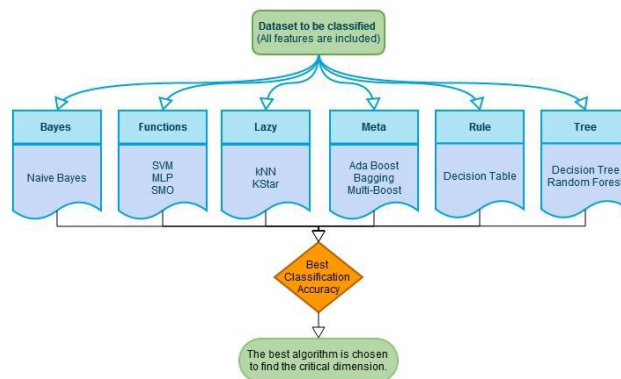 Dataset to be classified
(All features are included)
Bayes
Functions
Lazy
Meta
Rule
Tree
Naive Bayes
SVM
MLP
SMO
kNN
KStar
Ada Boost
Bagging
Multi-Boost
Decision Table
Decision Tree
Random Forest
Best
Classification
Accuracy
The best algorithm is chosen
to find the critical dimension.